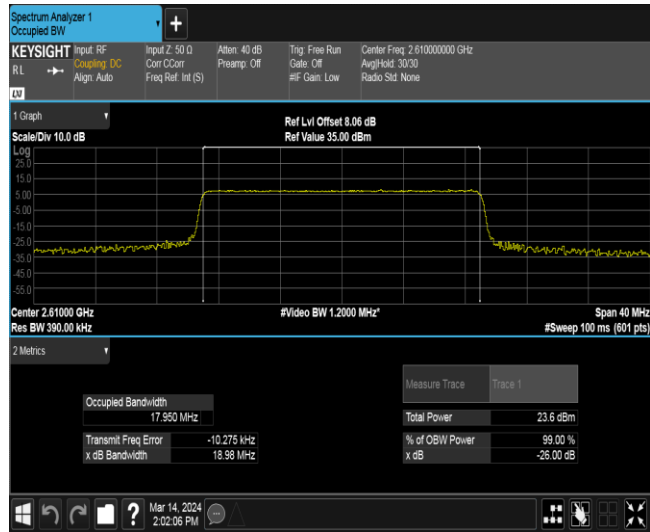 Spectrum Analyzer 1
Occupied BW
+
KEYSIGHT
RL
LXI
Input: RF
Coupling: DC
Align: Auto
Input Z: 50 Ω
Corr CCorr
Freq Ref: Int (S)
Atten: 40 dB
Preamp: Off
Trig: Free Run
Gate: Off
#IF Gain: Low
Center Freq: 2.610000000 GHz
Avg|Hold: 30/30
Radio Std: None
1 Graph
Scale/Div 10.0 dB
Ref Lvl Offset 8.06 dB
Ref Value 35.00 dBm
Log
25.0
15.0
5.00
-5.00
-15.0
-25.0
-35.0
-45.0
-55.0
Center 2.61000 GHz
Res BW 390.00 kHz
#Video BW 1.2000 MHz*
Span 40 MHz
#Sweep 100 ms (601 pts)
2 Metrics
Measure Trace Trace 1
Occupied Bandwidth
17.950 MHz
Total Power 23.6 dBm
Transmit Freq Error -10.275 kHz
% of OBW Power 99.00 %
x dB Bandwidth 18.98 MHz
x dB -26.00 dB
?
Mar 14, 2024
2:02:06 PM